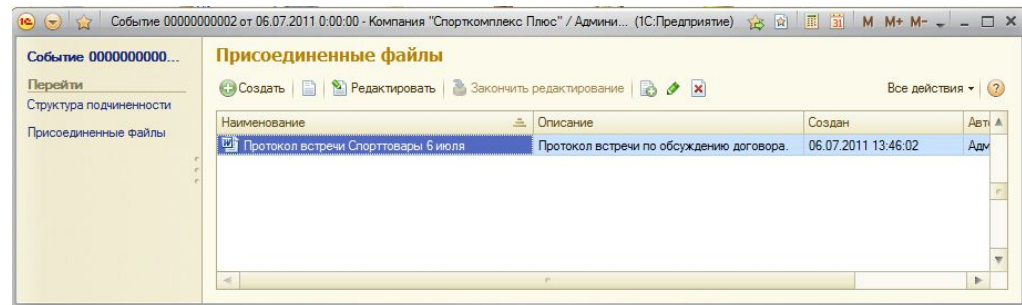 Событие 00000000002 от 06.07.2011 0:00:00 - Компания "Спорткомплекс Плюс" / Админи... (1С:Предприятие) 31 M M+ M-
Событие 0000000000...
Перейти
Структура подчиненности
Присоединенные файлы
Присоединенные файлы
Создать Редактировать Закончить редактирование Все действия
Наименование Описание Создан Авт
Протокол встречи Спорттовары 6 июля Протокол встречи по обсуждению договора. 06.07.2011 13:46:02 Адм